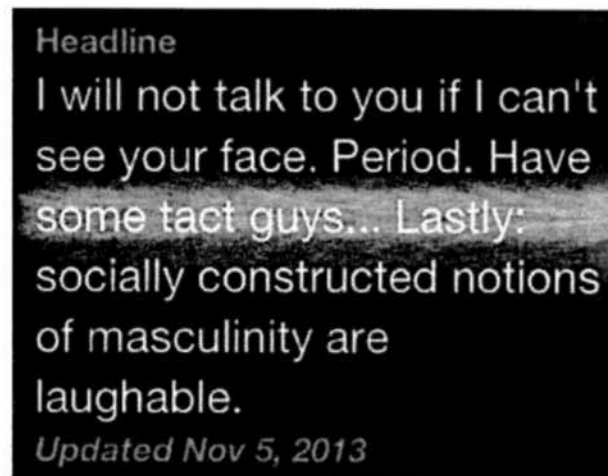 Headline
I will not talk to you if I can't
see your face. Period. Have
some tact guys... Lastly:
socially constructed notions
of masculinity are
laughable.
Updated Nov 5, 2013